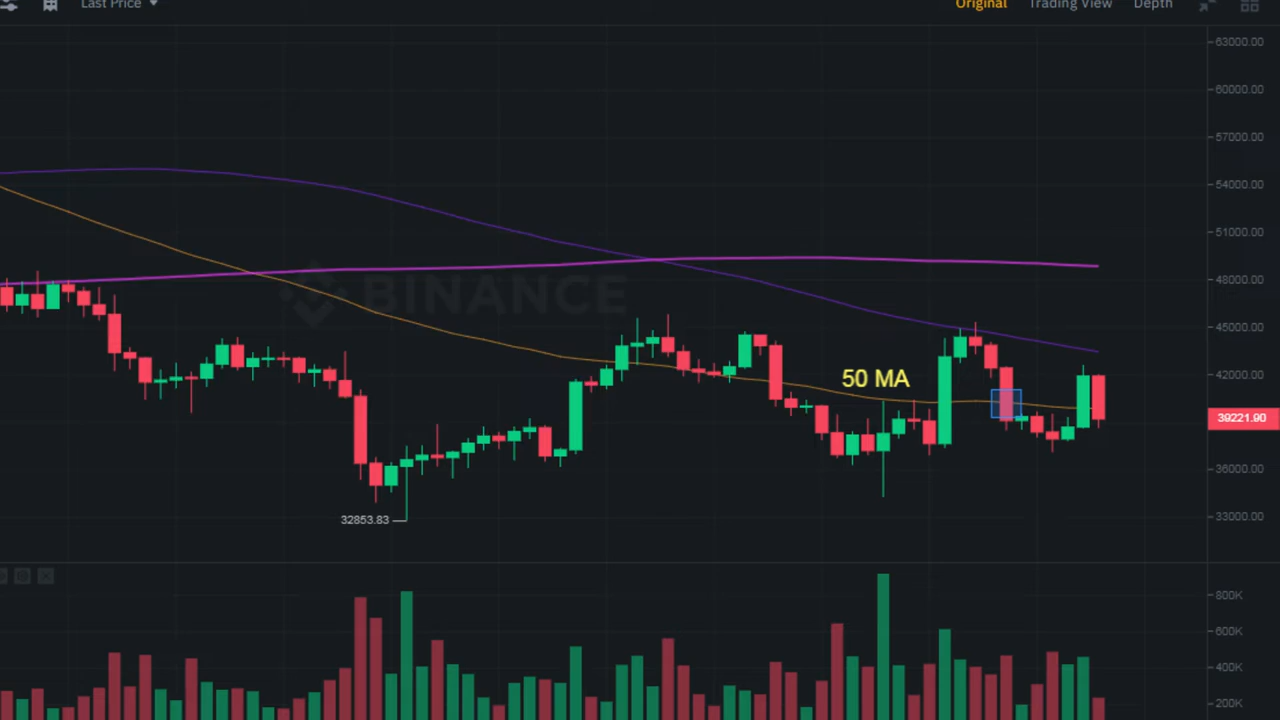 Last Price
Original Trading View Depth
63000.00
60000.00
57000.00
54000.00
51000.00
BINANCE
48000.00
45000.00
50 MA
42000.00
39221.90
36000.00
32853.83
33000.00
800K
600K
400K
200K